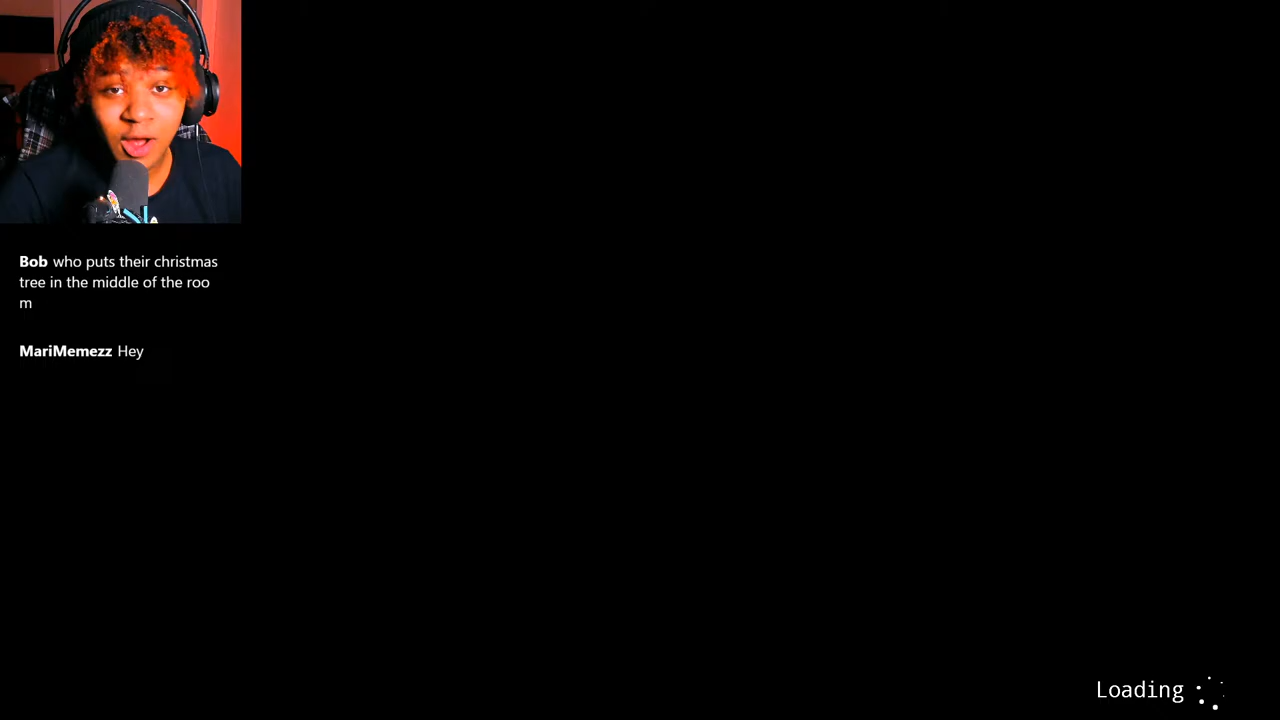 Bob who puts their christmas
tree in the middle of the roo
m
MariMemezz Hey
Loading